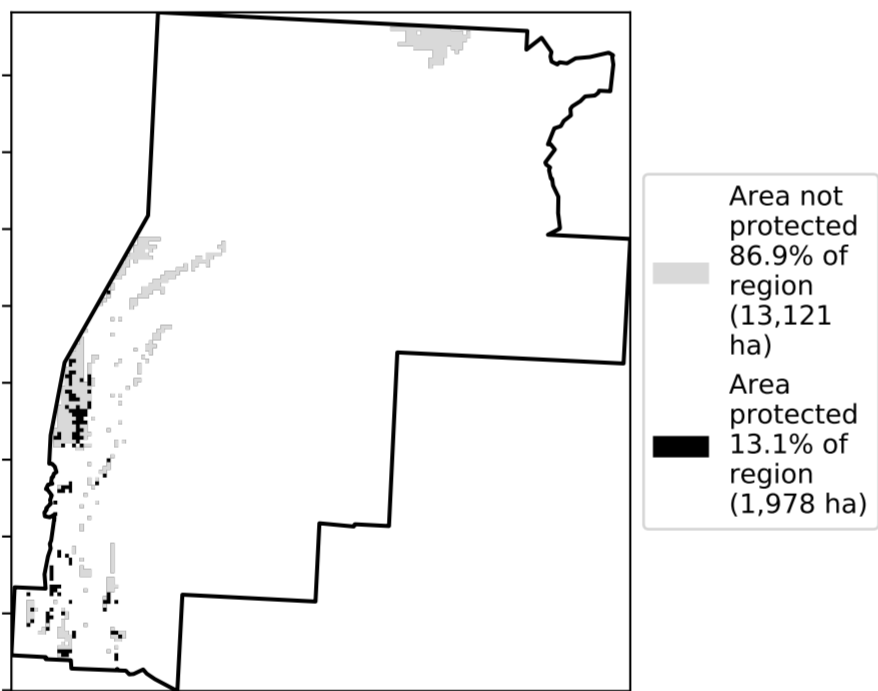 Area not
protected
86.9% of
region
(13,121
ha)
Area
protected
13.1% of
region
(1,978 ha)